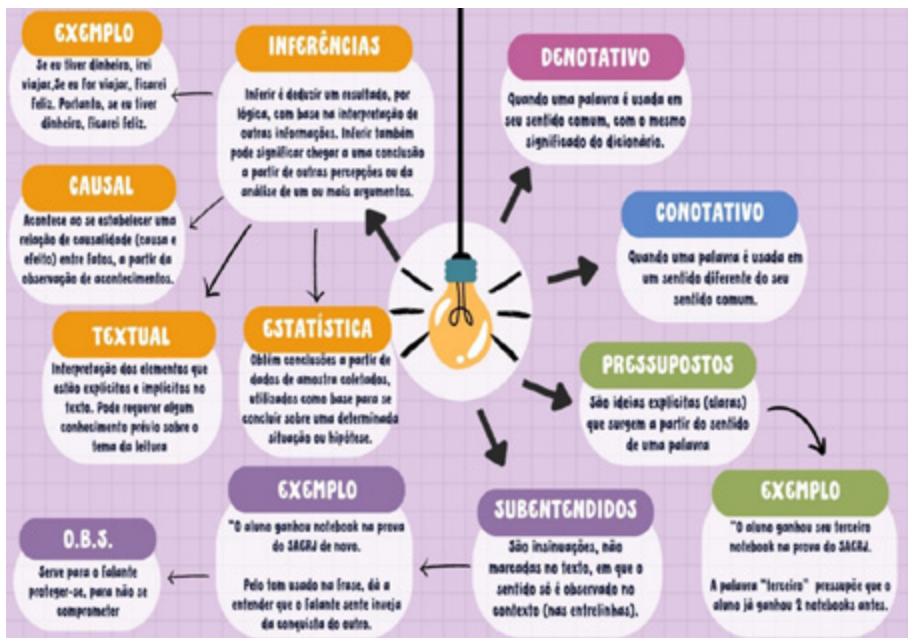 EXEMPLO
Se eu tiver dinheiro, irei
viajar,Se eu for viajar, ficarei
feliz. Portanto, se eu tiver
dinheiro, ficarei feliz.
INFERÊNCIAS
Inferir é deduzir um resultado, por
lógica, com base na interpretação de
outras informações. Inferir também
pode significar chegar a uma conclusão
a partir de outras percepções ou da
análise de um ou mais argumentos.
DENOTATIVO
Quando uma palavra é usada em
seu sentido comum, com o mesmo
significado do dicionário.
CAUSAL
Acontece ao se estabelecer uma
relação de causalidade (causa e
efeito) entre fatos, a partir da
observação de acontecimentos.
CONOTATIVO
Quando uma palavra é usada em
um sentido diferente do seu
sentido comum.
TEXTUAL
Interpretação dos elementos que
estão explícitos e implícitos no
texto. Pode requerer algum
conhecimento prévio sobre o
tema da leitura
ESTATÍSTICA
Obtém conclusões a partir de
dados de amostra coletados,
utilizados como base para se
concluir sobre uma determinada
situação ou hipótese.
PRESSUPOSTOS
São ideias explícitas (claras)
que surgem a partir do sentido
de uma palavra
EXEMPLO
"O aluno ganhou notebook na prova
do SAERJ de novo.
Pelo tom usado na frase, dá a
entender que o falante sente inveja
da conquista do outro.
SUBENTENDIDOS
São insinuações, não
marcadas no texto, em que o
sentido só é observado no
contexto (nas entrelinhas).
EXEMPLO
"O aluno ganhou seu terceiro
notebook na prova do SAERJ.
A palavra "terceiro" pressupõe que o
aluno já ganhou 2 notebooks antes.
O.B.S.
Serve para o falante
proteger-se, para não se
comprometer